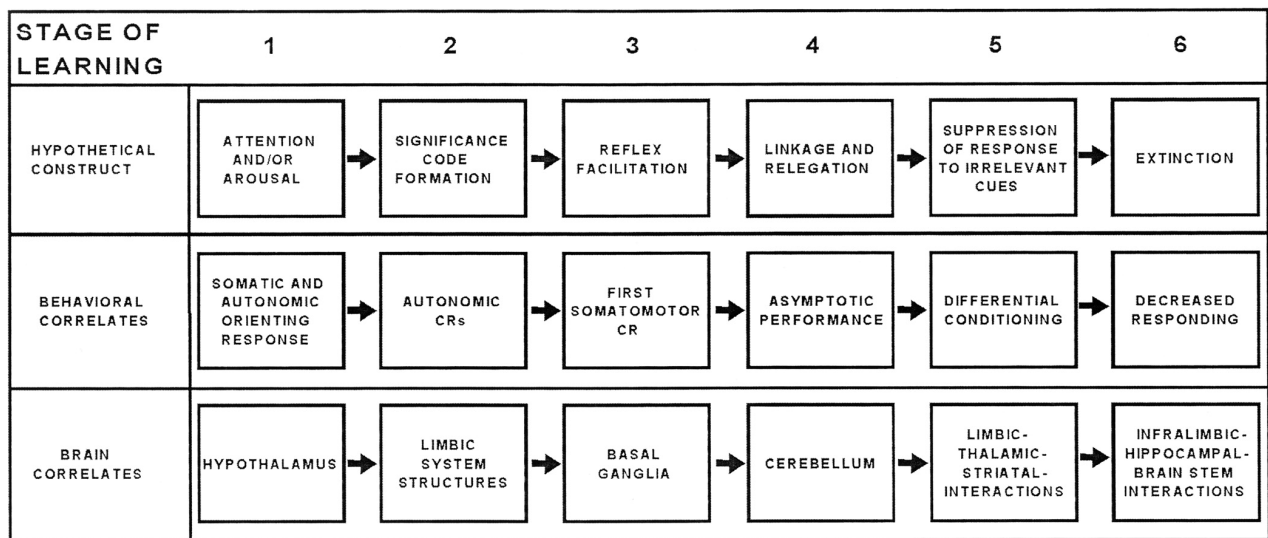 STAGE OF
LEARNING
1
2
3
4
5
6
HYPOTHETICAL
CONSTRUCT
ATTENTION
AND/OR
AROUSAL
SIGNIFICANCE
CODE
FORMATION
REFLEX
FACILITATION
LINKAGE AND
RELEGATION
SUPPRESSION
OF RESPONSE
TO IRRELEVANT
CUES
EXTINCTION
BEHAVIORAL
CORRELATES
SOMATIC AND
AUTONOMIC
ORIENTING
RESPONSE
AUTONOMIC
CRs
FIRST
SOMATOMOTOR
CR
ASYMPTOTIC
PERFORMANCE
DIFFERENTIAL
CONDITIONING
DECREASED
RESPONDING
BRAIN
CORRELATES
HYPOTHALAMUS
LIMBIC
SYSTEM
STRUCTURES
BASAL
GANGLIA
CEREBELLUM
LIMBIC-
THALAMIC-
STRIATAL-
INTERACTIONS
INFRALIMBIC-
HIPPOCAMPAL-
BRAIN STEM
INTERACTIONS